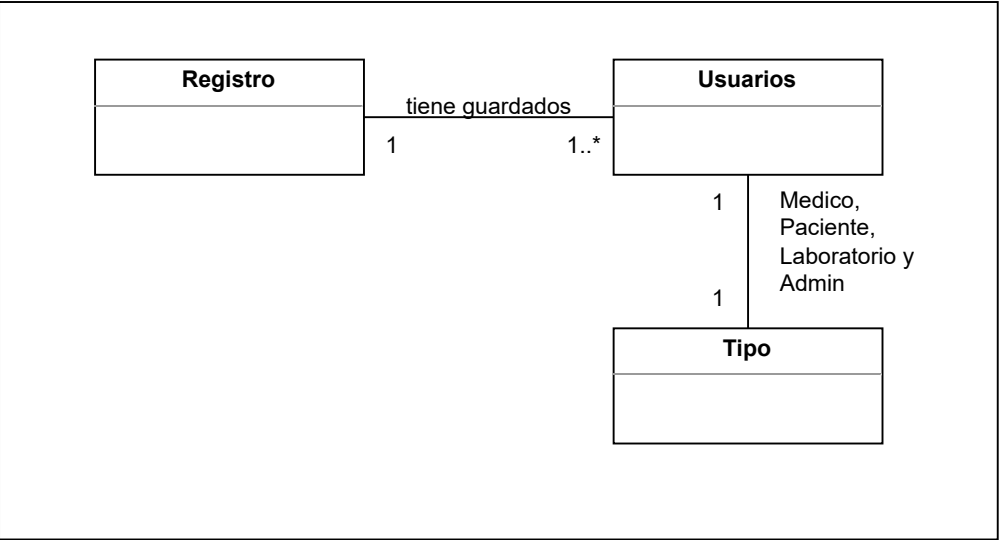 Registro
Usuarios
tiene guardados
1
1..*
1
Medico,
Paciente,
Laboratorio y
Admin
1
Tipo